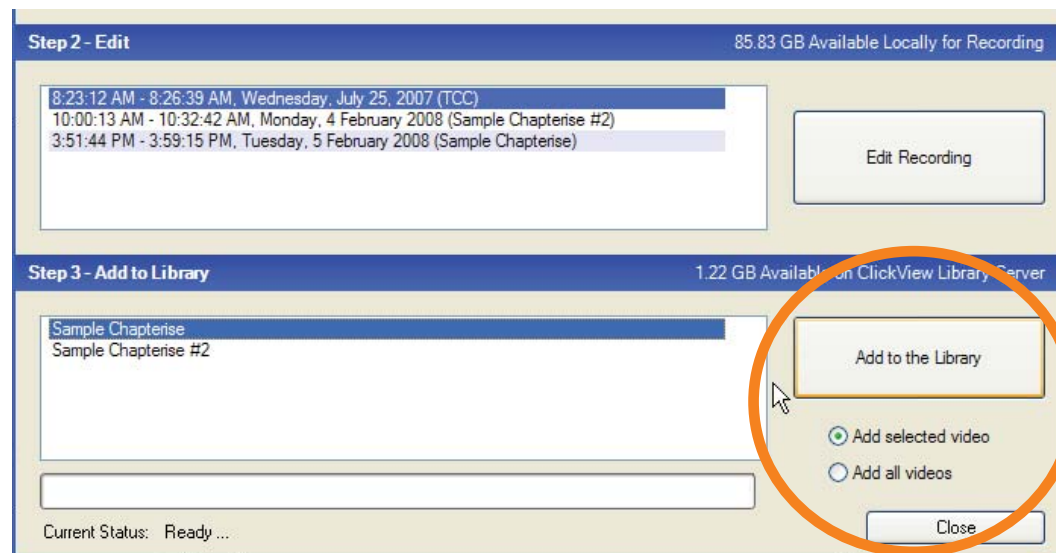 Step 2 - Edit 85.83 GB Available Locally for Recording
8:23:12 AM - 8:26:39 AM, Wednesday, July 25, 2007 (TCC)
10:00:13 AM - 10:32:42 AM, Monday, 4 February 2008 (Sample Chapterise #2)
3:51:44 PM - 3:59:15 PM, Tuesday, 5 February 2008 (Sample Chapterise)
Edit Recording
Step 3 - Add to Library 1.22 GB Available on ClickView Library Server
Sample Chapterise
Sample Chapterise #2
Add to the Library
Add selected video
Add all videos
Current Status: Ready ...
Close